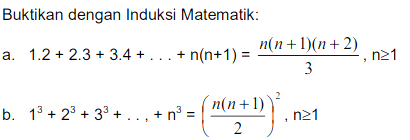 Buktikan dengan Induksi Matematik:
a. 1.2 + 2.3 + 3.4 + . . . + n(n+1) = n(n+1)(n+2)/3 , n≥1
b. 1³ + 2³ + 3³ + . . , + n³ = (n(n+1)/2)² , n≥1